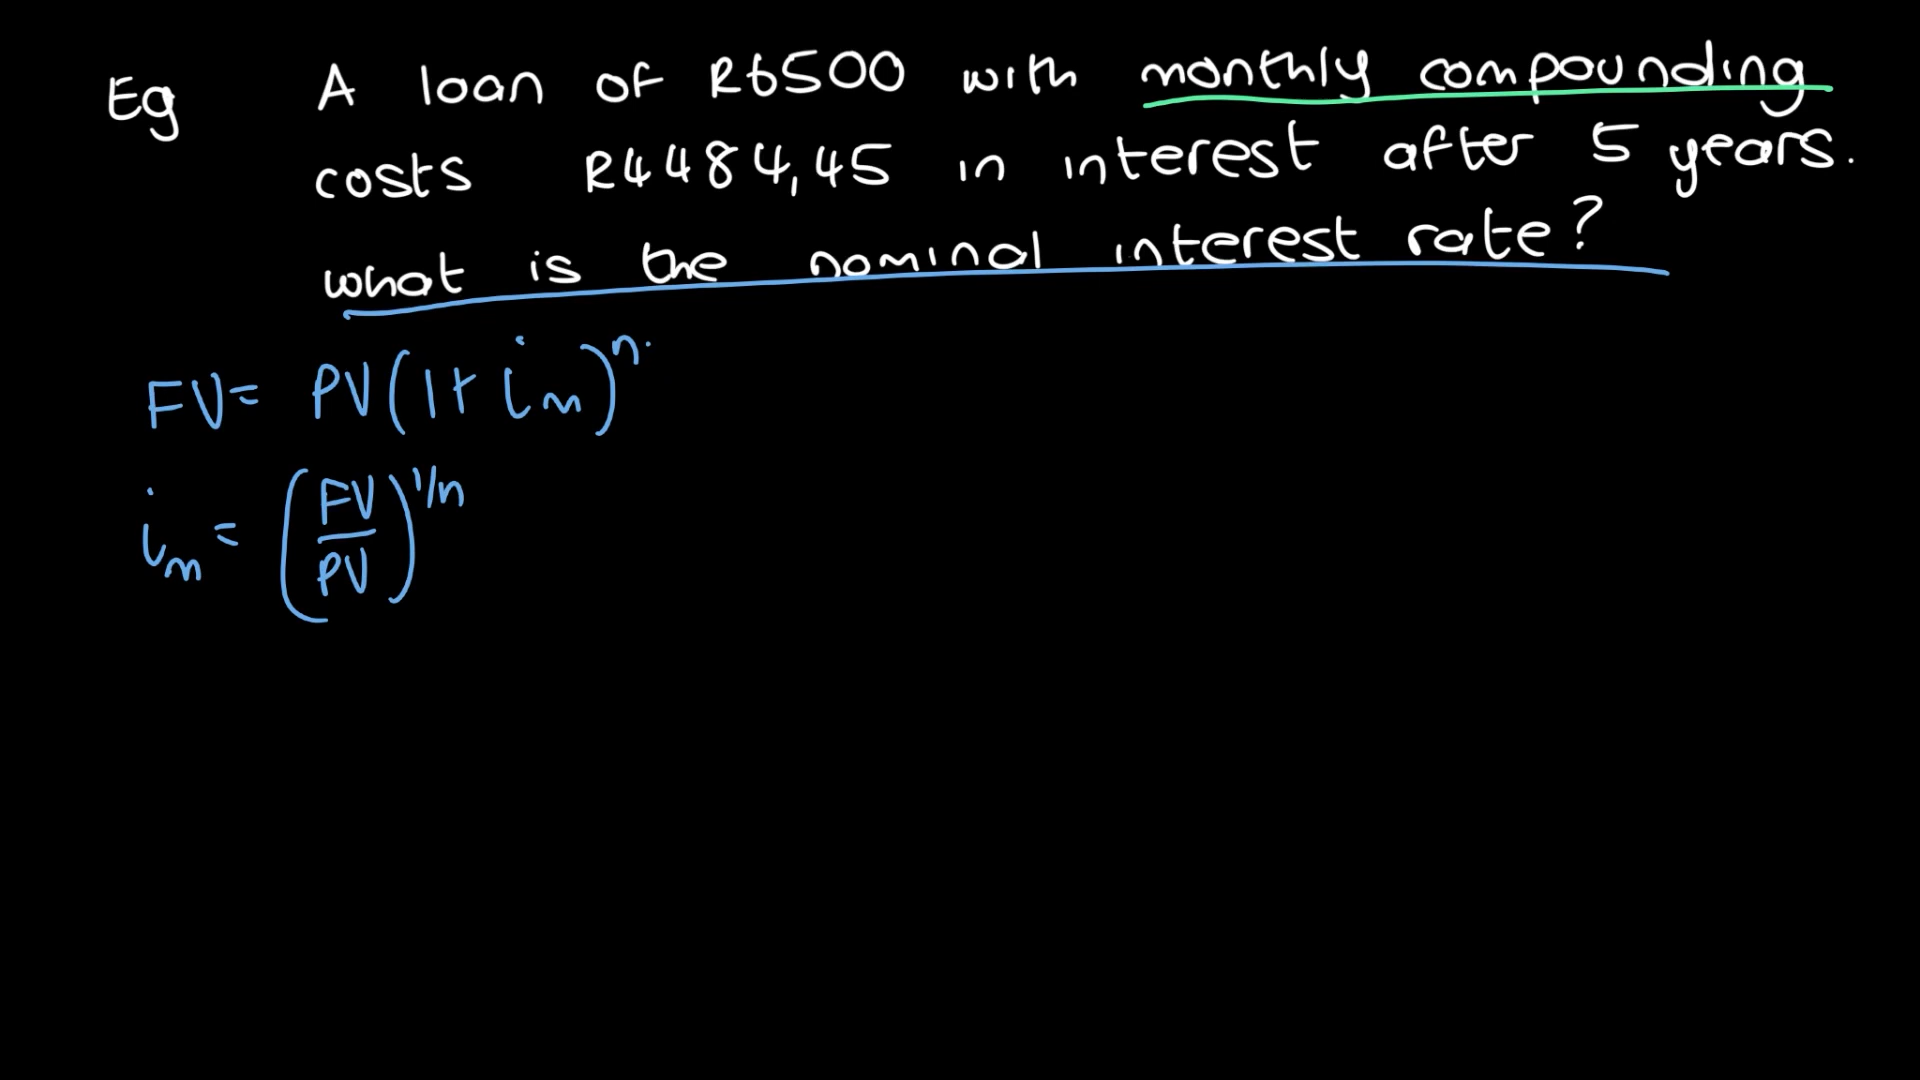 Eg A loan of R6500 with monthly compounding
costs R4484,45 in interest after 5 years.
what is the nominal interest rate?
FV= PV(1+ im)^n.
im = (FV/PV)^1/n